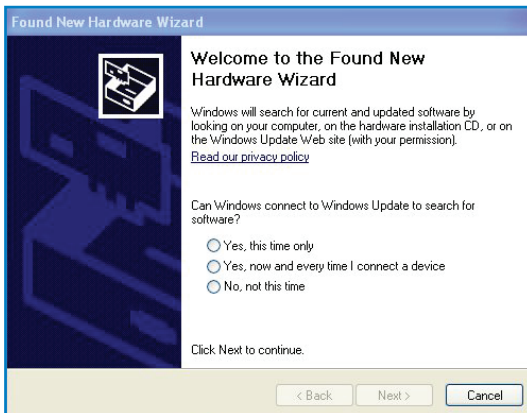 Found New Hardware Wizard
Welcome to the Found New
Hardware Wizard
Windows will search for current and updated software by
looking on your computer, on the hardware installation CD, or on
the Windows Update Web site (with your permission).
Read our privacy policy
Can Windows connect to Windows Update to search for
software?
Yes, this time only
Yes, now and every time I connect a device
No, not this time
Click Next to continue.
< Back Next > Cancel